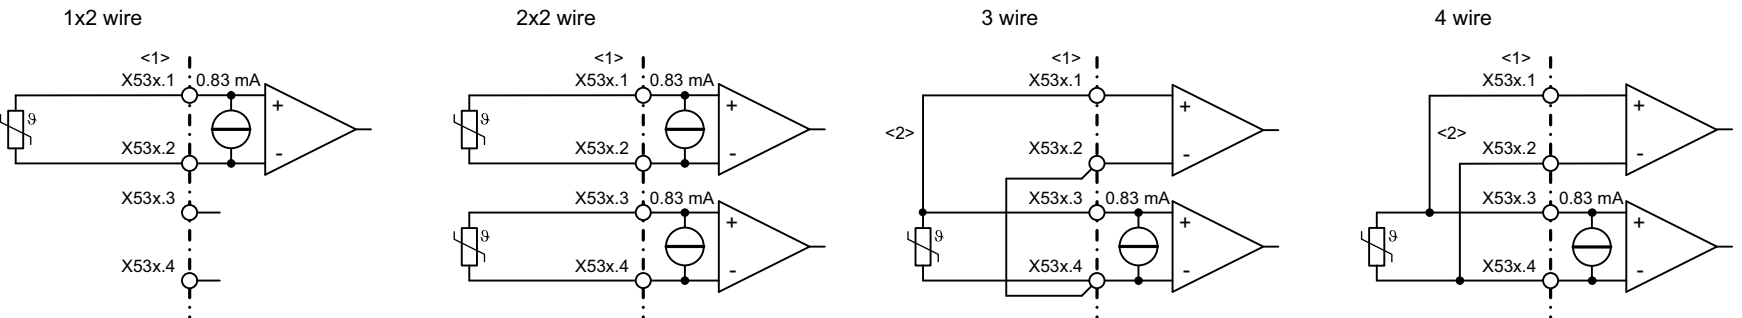 1x2 wire
2x2 wire
3 wire
4 wire
<1>
<1>
<1>
<1>
X53x.1
0.83 mA
X53x.1
0.83 mA
X53x.1
X53x.1
+
+
+
+
ϑ
ϑ
<2>
<2>
X53x.2
X53x.2
X53x.2
X53x.2
-
-
-
-
X53x.3
X53x.3
0.83 mA
X53x.3
0.83 mA
X53x.3
0.83 mA
+
+
+
ϑ
ϑ
ϑ
X53x.4
X53x.4
X53x.4
X53x.4
-
-
-